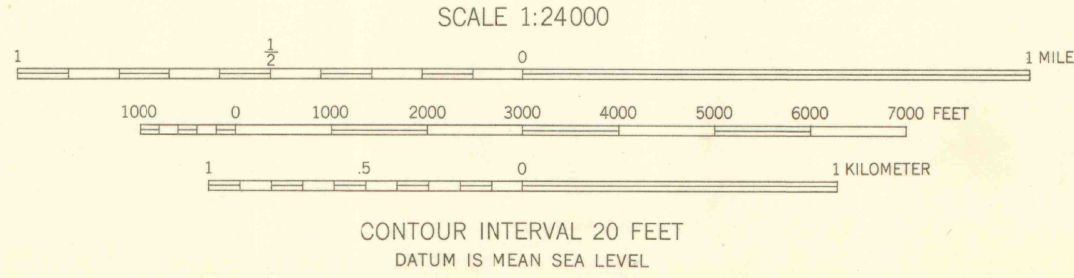 SCALE 1:24000
1 1/2 0 1 MILE
1000 0 1000 2000 3000 4000 5000 6000 7000 FEET
1 .5 0 1 KILOMETER
CONTOUR INTERVAL 20 FEET
DATUM IS MEAN SEA LEVEL